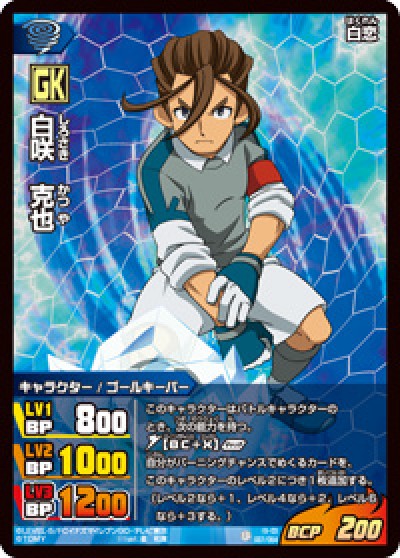 はくれん
白恋
GK
しろさき かつや
白咲 克也
キャラクター / ゴールキーパー
LV1 BP 800
LV2 BP 1000
LV3 BP 1200
このキャラクターはバトルキャラクターの
とき、次の能力を持つ。
自分がバーニングチャンスでめくるカードを、
このキャラクターのレベル2につき1枚追加する。
(レベル2なら+1、レベル4なら+2、レベル6
なら+3する。)
BCP 200
©TOMY